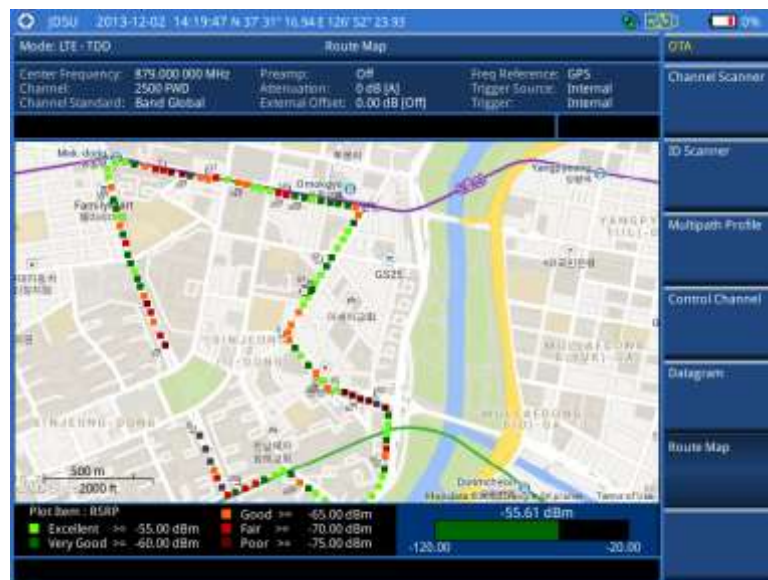 JDSU 2013-12-02 14:19:47 N 37 31" 16.94 E 126' 52" 23.93 0%
Mode: LTE - TDD Route Map OTA
Center Frequency: 879.000 000 MHz Preamp: Off Freq Reference: GPS
Channel: 2500 FWD Attenuation: 0 dB [A] Trigger Source: Internal
Channel Standard: Band Global External Offset: 0.00 dB [Off] Trigger: Internal
Channel Scanner
ID Scanner
Multipath Profile
Control Channel
Datagram
Route Map
Omokgyo
GS25
500 m
2000 ft
Plot Item : RSRP
Excellent >= -55.00 dBm
Very Good >= -60.00 dBm
Good >= -65.00 dBm
Fair >= -70.00 dBm
Poor >= -75.00 dBm
-55.61 dBm
-120.00 -20.00